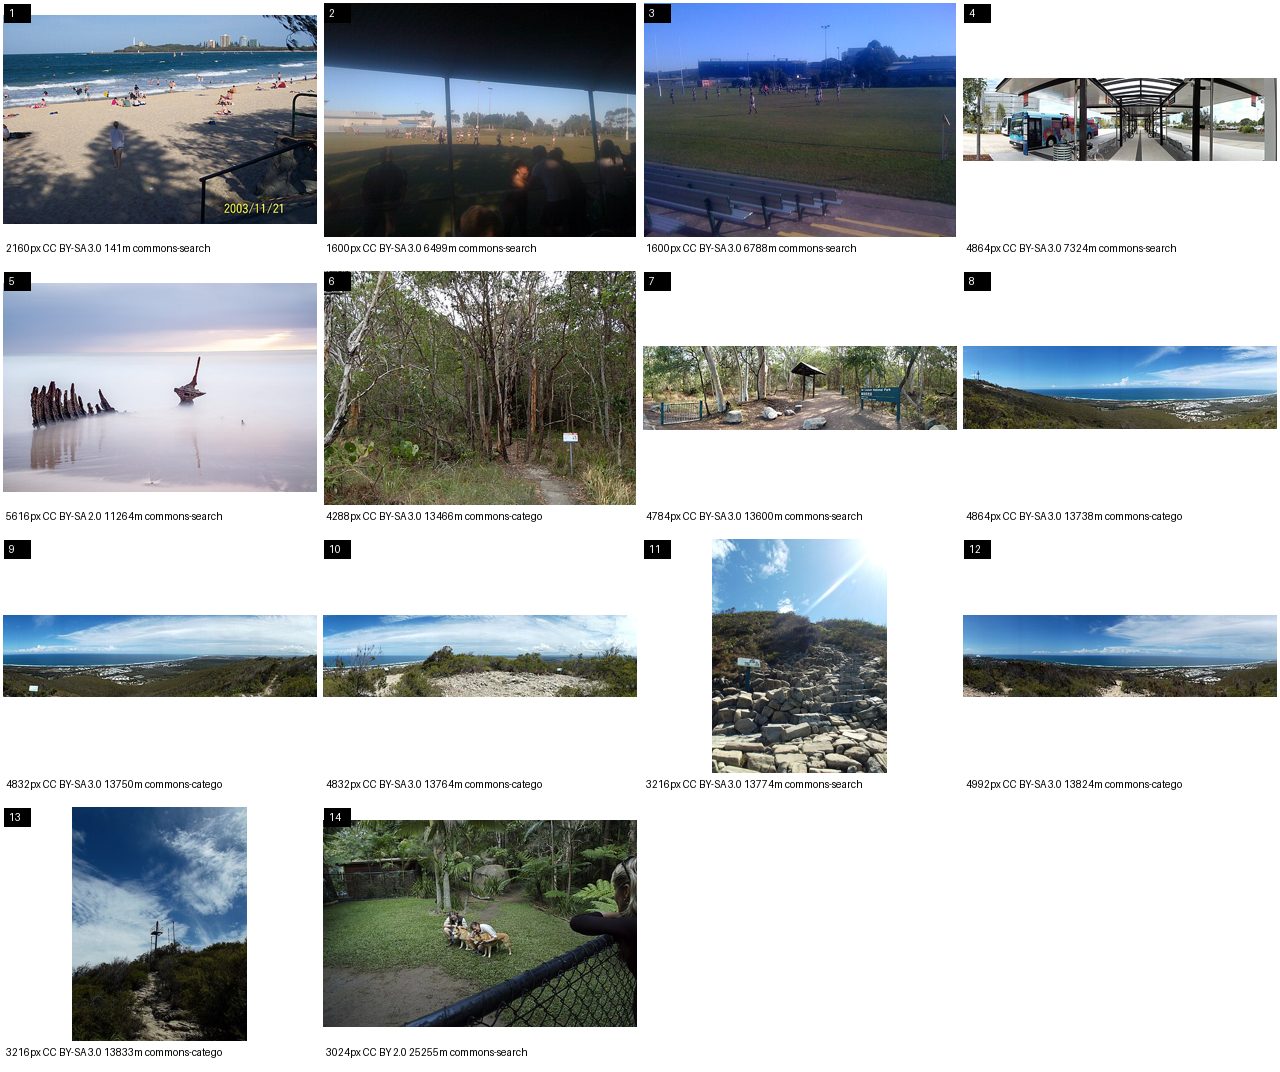 1
2
3
4
2003/11/21
2160px CC BY-SA 3.0 141m commons-search
1600px CC BY-SA 3.0 6499m commons-search
1600px CC BY-SA 3.0 6788m commons-search
4864px CC BY-SA 3.0 7324m commons-search
5
6
7
8
5616px CC BY-SA 2.0 11264m commons-search
4288px CC BY-SA 3.0 13466m commons-catego
4784px CC BY-SA 3.0 13600m commons-search
4864px CC BY-SA 3.0 13738m commons-catego
9
10
11
12
4832px CC BY-SA 3.0 13750m commons-catego
4832px CC BY-SA 3.0 13764m commons-catego
3216px CC BY-SA 3.0 13774m commons-search
4992px CC BY-SA 3.0 13824m commons-catego
13
14
3216px CC BY-SA 3.0 13833m commons-catego
3024px CC BY 2.0 25255m commons-search